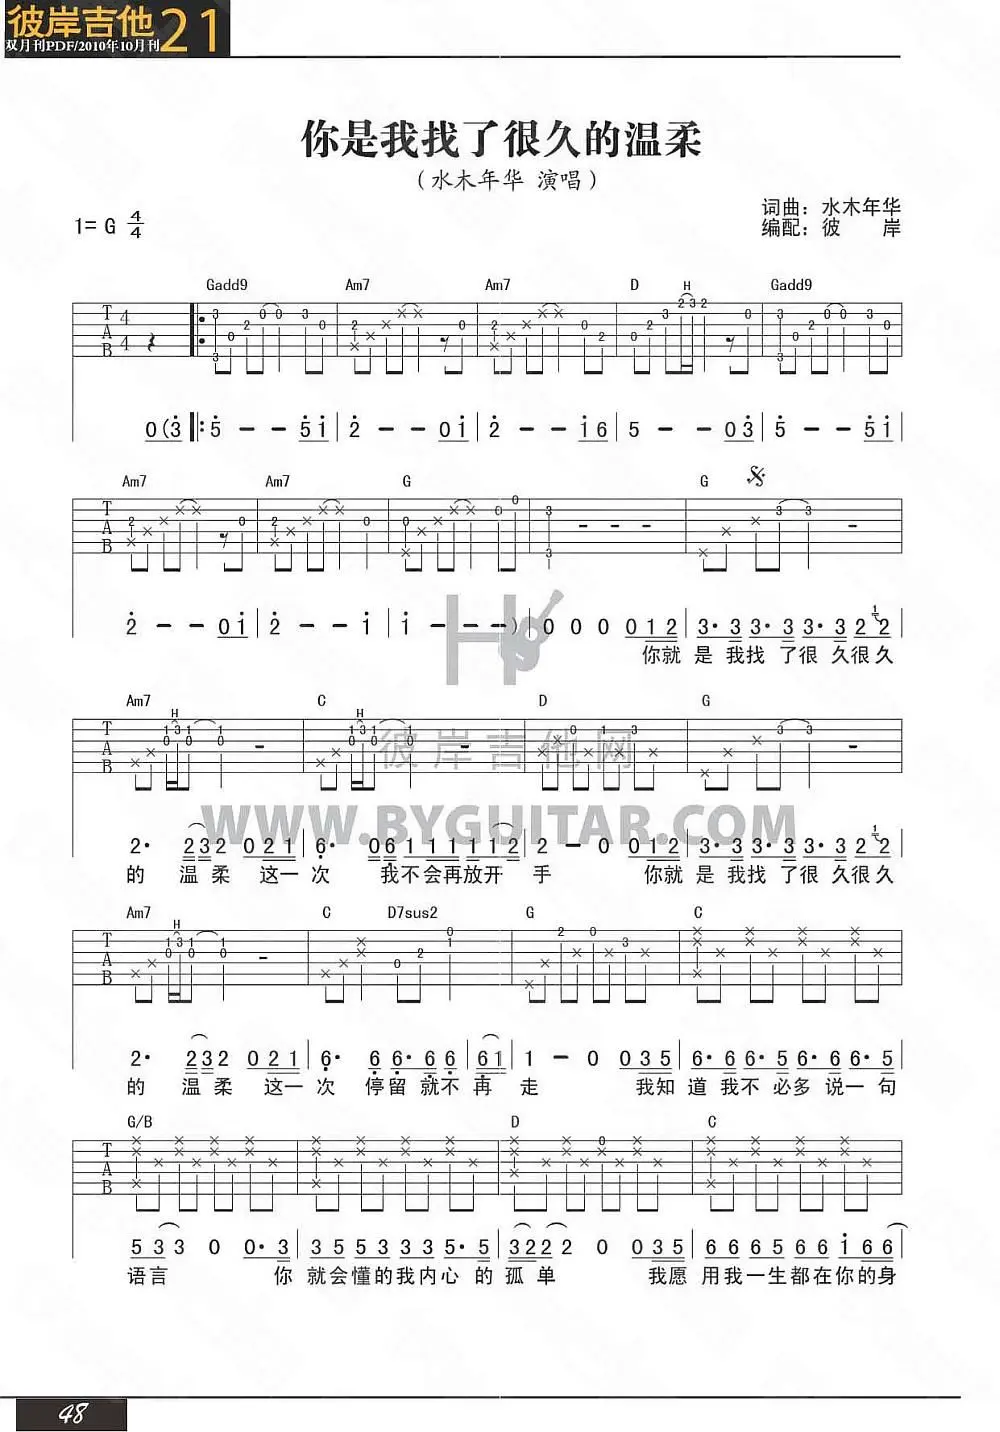 彼岸吉他 21
双月刊PDF/2010年10月刊
你是我找了很久的温柔
（水木年华 演唱）
1= G 4/4
词曲：水木年华
编配：彼 岸
Gadd9 Am7 Am7 D H Gadd9
T A B 4 4
0(3 5 - - 5 1 2 - - 0 1 2 - - 1 6 5 - - 0 3 5 - - 5 1
Am7 Am7 G G
T A B
2 - - 0 1 2 - - 1 1 - - - ) 0 0 0 0 1 2 3· 3 3· 3 3· 3 2 2
你就 是 我找 了很 久很久
Am7 H C H D G
T A B
彼岸吉他网
WWW.BYGUITAR.COM
2· 2 3 2 0 2 1 6· 0 6 1 1 1 1 1 1 2 2 - 0 0 1 2 3· 3 3· 3 3· 3 2 2
的 温柔 这一 次 我不会再放开 手 你就 是 我找 了很 久很久
Am7 H C D7sus2 G C
T A B
2· 2 3 2 0 2 1 6· 6 6· 6 6 6 1 1 - 0 0 3 5 6· 6 6· 6 5 6 6· 5
的 温柔 这一 次 停留 就不 再 走 我知 道 我不 必多 说一 句
G/B D C
T A B
5 3 3 0 0· 3 3 5 3 5 3 3 5· 5 3 2 2 2 0 0 3 5 6 6 6 5 6 6 1 6 6
语言 你 就会懂的我内心 的 孤单 我愿 用我一生都在你的身
48